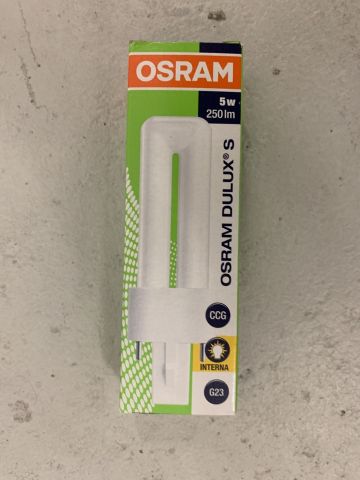 OSRAM
5w
250lm
OSRAM DULUX® S
CCG
INTERNA
G23